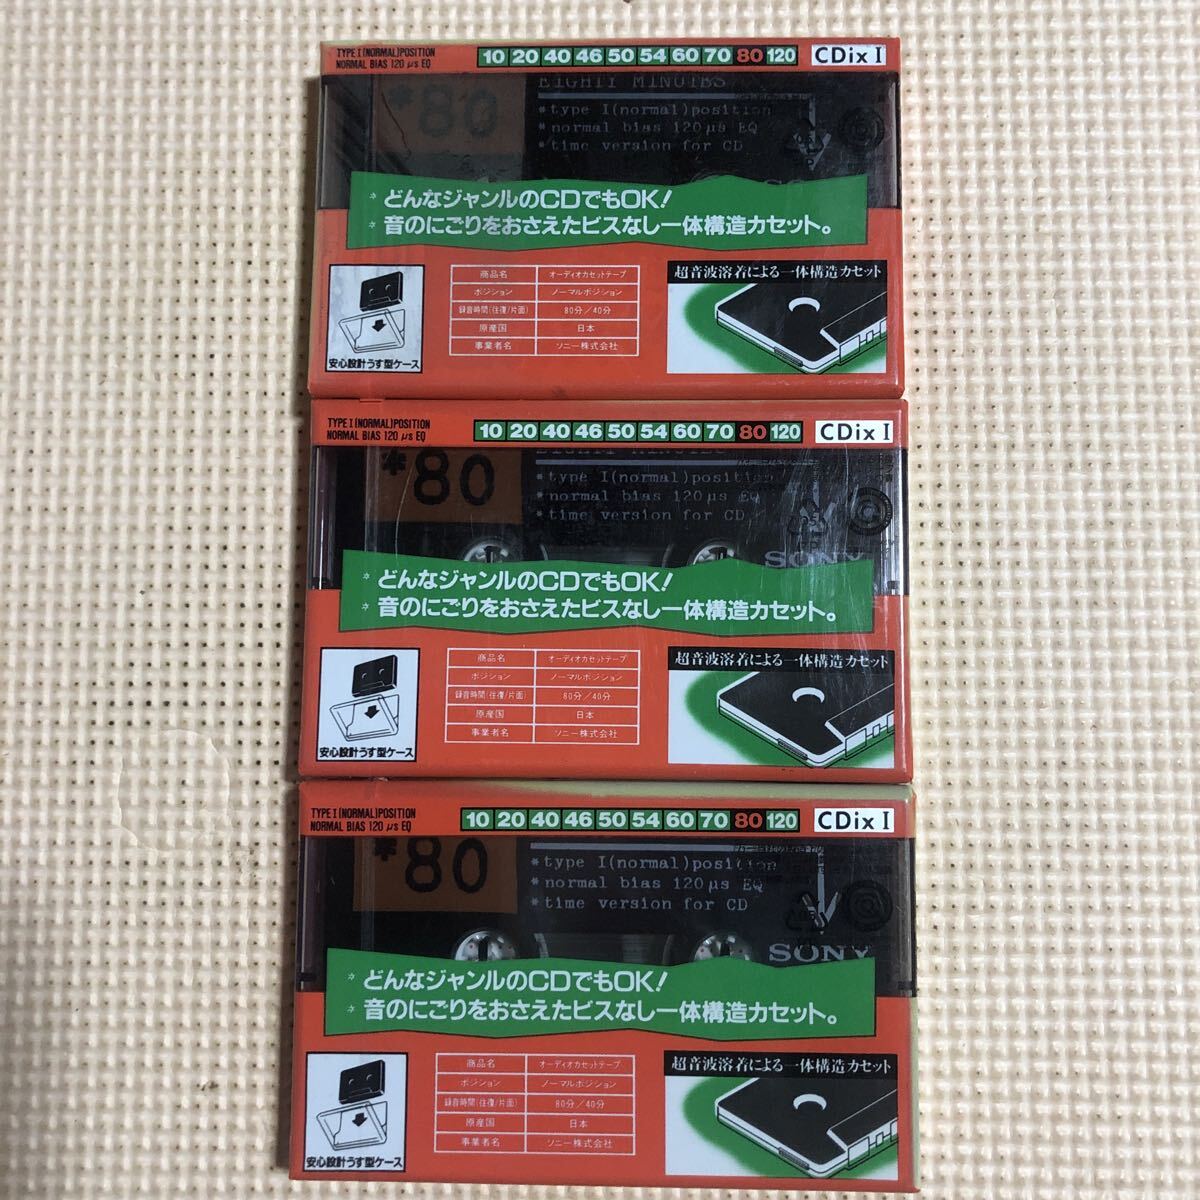 TYPE I (NORMAL) POSITION
NORMAL BIAS 120 μs EQ
10 20 40 46 50 54 60 70 80 120
CDix I
*80
EIGHTY MINUTES
*type I(normal)position
*normal bias 120μs EQ
*time version for CD
*どんなジャンルのCDでもOK!
*音のにごりをおさえたビスなし一体構造カセット。
安心設計うす型ケース
商品名 オーディオカセットテープ
ポジション ノーマルポジション
録音時間(往復/片面) 80分/40分
原産国 日本
事業者名 ソニー株式会社
超音波溶着による一体構造カセット
TYPE I (NORMAL) POSITION
NORMAL BIAS 120 μs EQ
10 20 40 46 50 54 60 70 80 120
CDix I
*80
EIGHTY MINUTES
*type I(normal)position
*normal bias 120μs EQ
*time version for CD
SONY
*どんなジャンルのCDでもOK!
*音のにごりをおさえたビスなし一体構造カセット。
安心設計うす型ケース
商品名 オーディオカセットテープ
ポジション ノーマルポジション
録音時間(往復/片面) 80分/40分
原産国 日本
事業者名 ソニー株式会社
超音波溶着による一体構造カセット
TYPE I (NORMAL) POSITION
NORMAL BIAS 120 μs EQ
10 20 40 46 50 54 60 70 80 120
CDix I
*80
*type I(normal)position
*normal bias 120μs EQ
*time version for CD
SONY
*どんなジャンルのCDでもOK!
*音のにごりをおさえたビスなし一体構造カセット。
安心設計うす型ケース
商品名 オーディオカセットテープ
ポジション ノーマルポジション
録音時間(往復/片面) 80分/40分
原産国 日本
事業者名 ソニー株式会社
超音波溶着による一体構造カセット